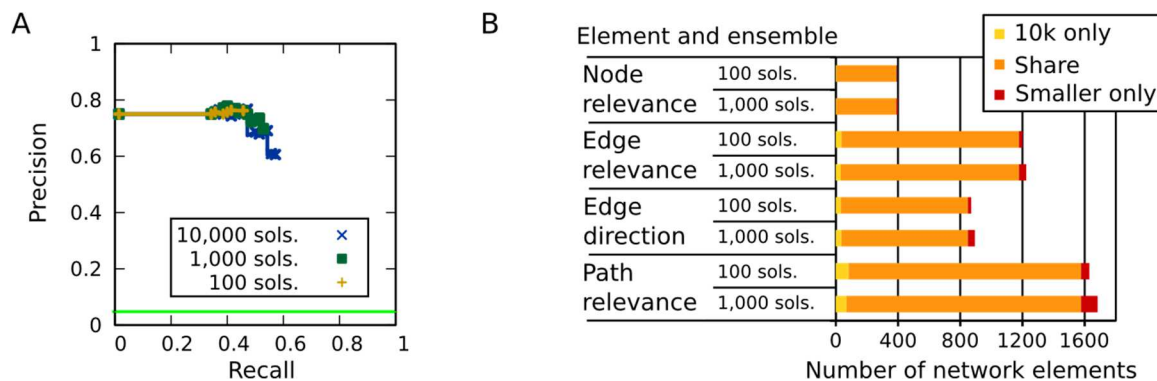 A
1
0.8
0.6
0.4
0.2
0
Precision
10,000 sols.
1,000 sols.
100 sols.
0 0.2 0.4 0.6 0.8 1
Recall
B
Element and ensemble
10k only
Share
Smaller only
Node relevance
100 sols.
1,000 sols.
Edge relevance
100 sols.
1,000 sols.
Edge direction
100 sols.
1,000 sols.
Path relevance
100 sols.
1,000 sols.
0 400 800 1200 1600
Number of network elements